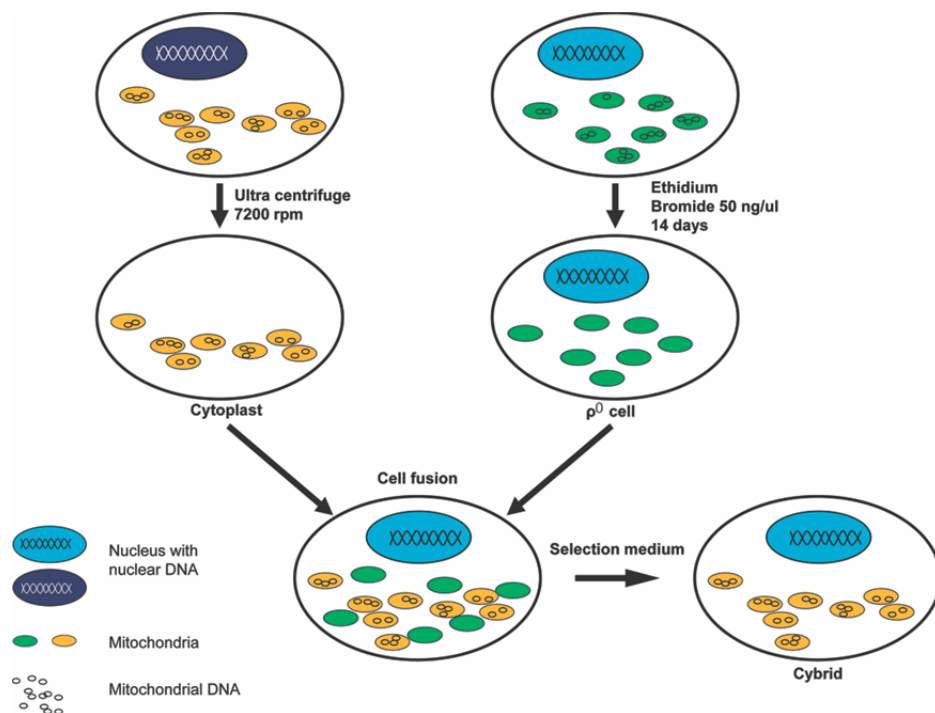 Ultra centrifuge
7200 rpm
Ethidium
Bromide 50 ng/ul
14 days
Cytoplast
ρ⁰ cell
Cell fusion
Selection medium
Cybrid
Nucleus with
nuclear DNA
Mitochondria
Mitochondrial DNA